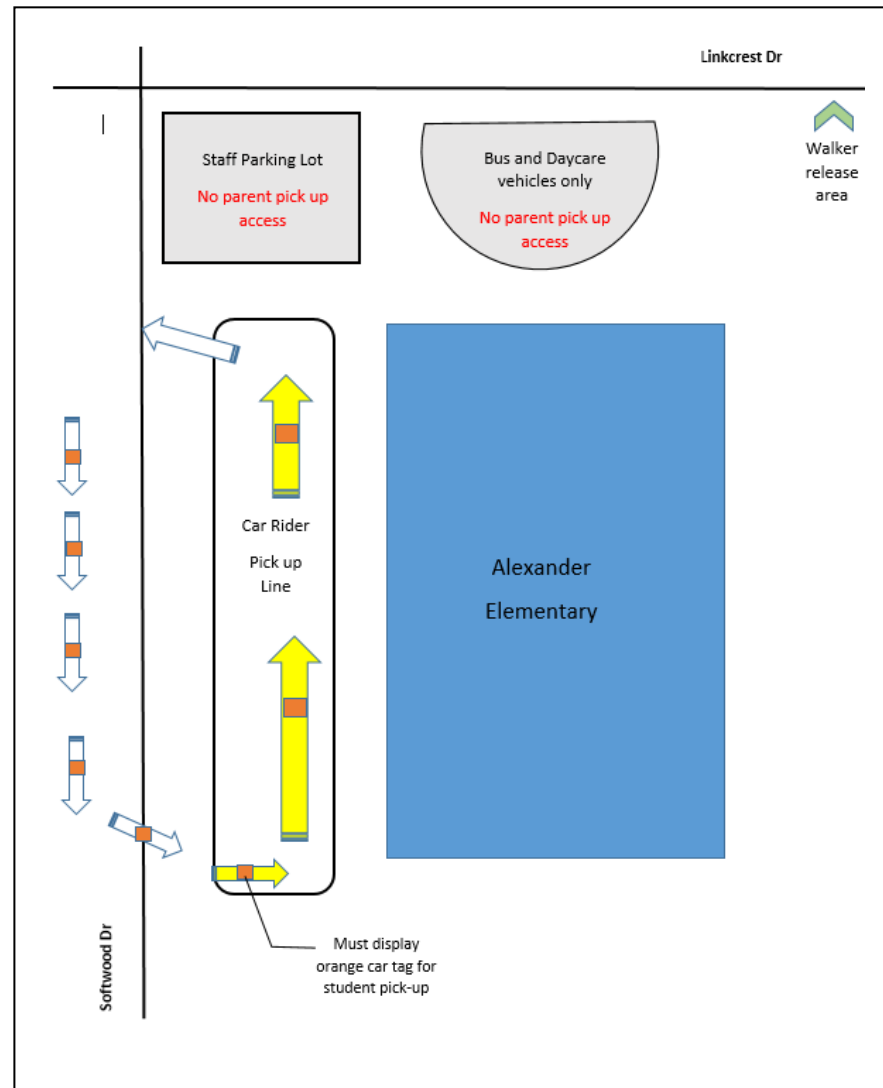 Linkcrest Dr
Staff Parking Lot
No parent pick up
access
Bus and Daycare
vehicles only
No parent pick up
access
Walker
release
area
Car Rider
Pick up
Line
Alexander
Elementary
Must display
orange car tag for
student pick-up
Softwood Dr